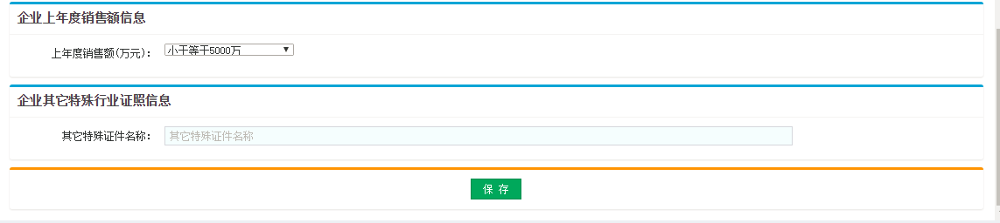 企业上年度销售额信息
上年度销售额(万元)： 小于等于5000万
企业其它特殊行业证照信息
其它特殊证件名称： 其它特殊证件名称
保 存